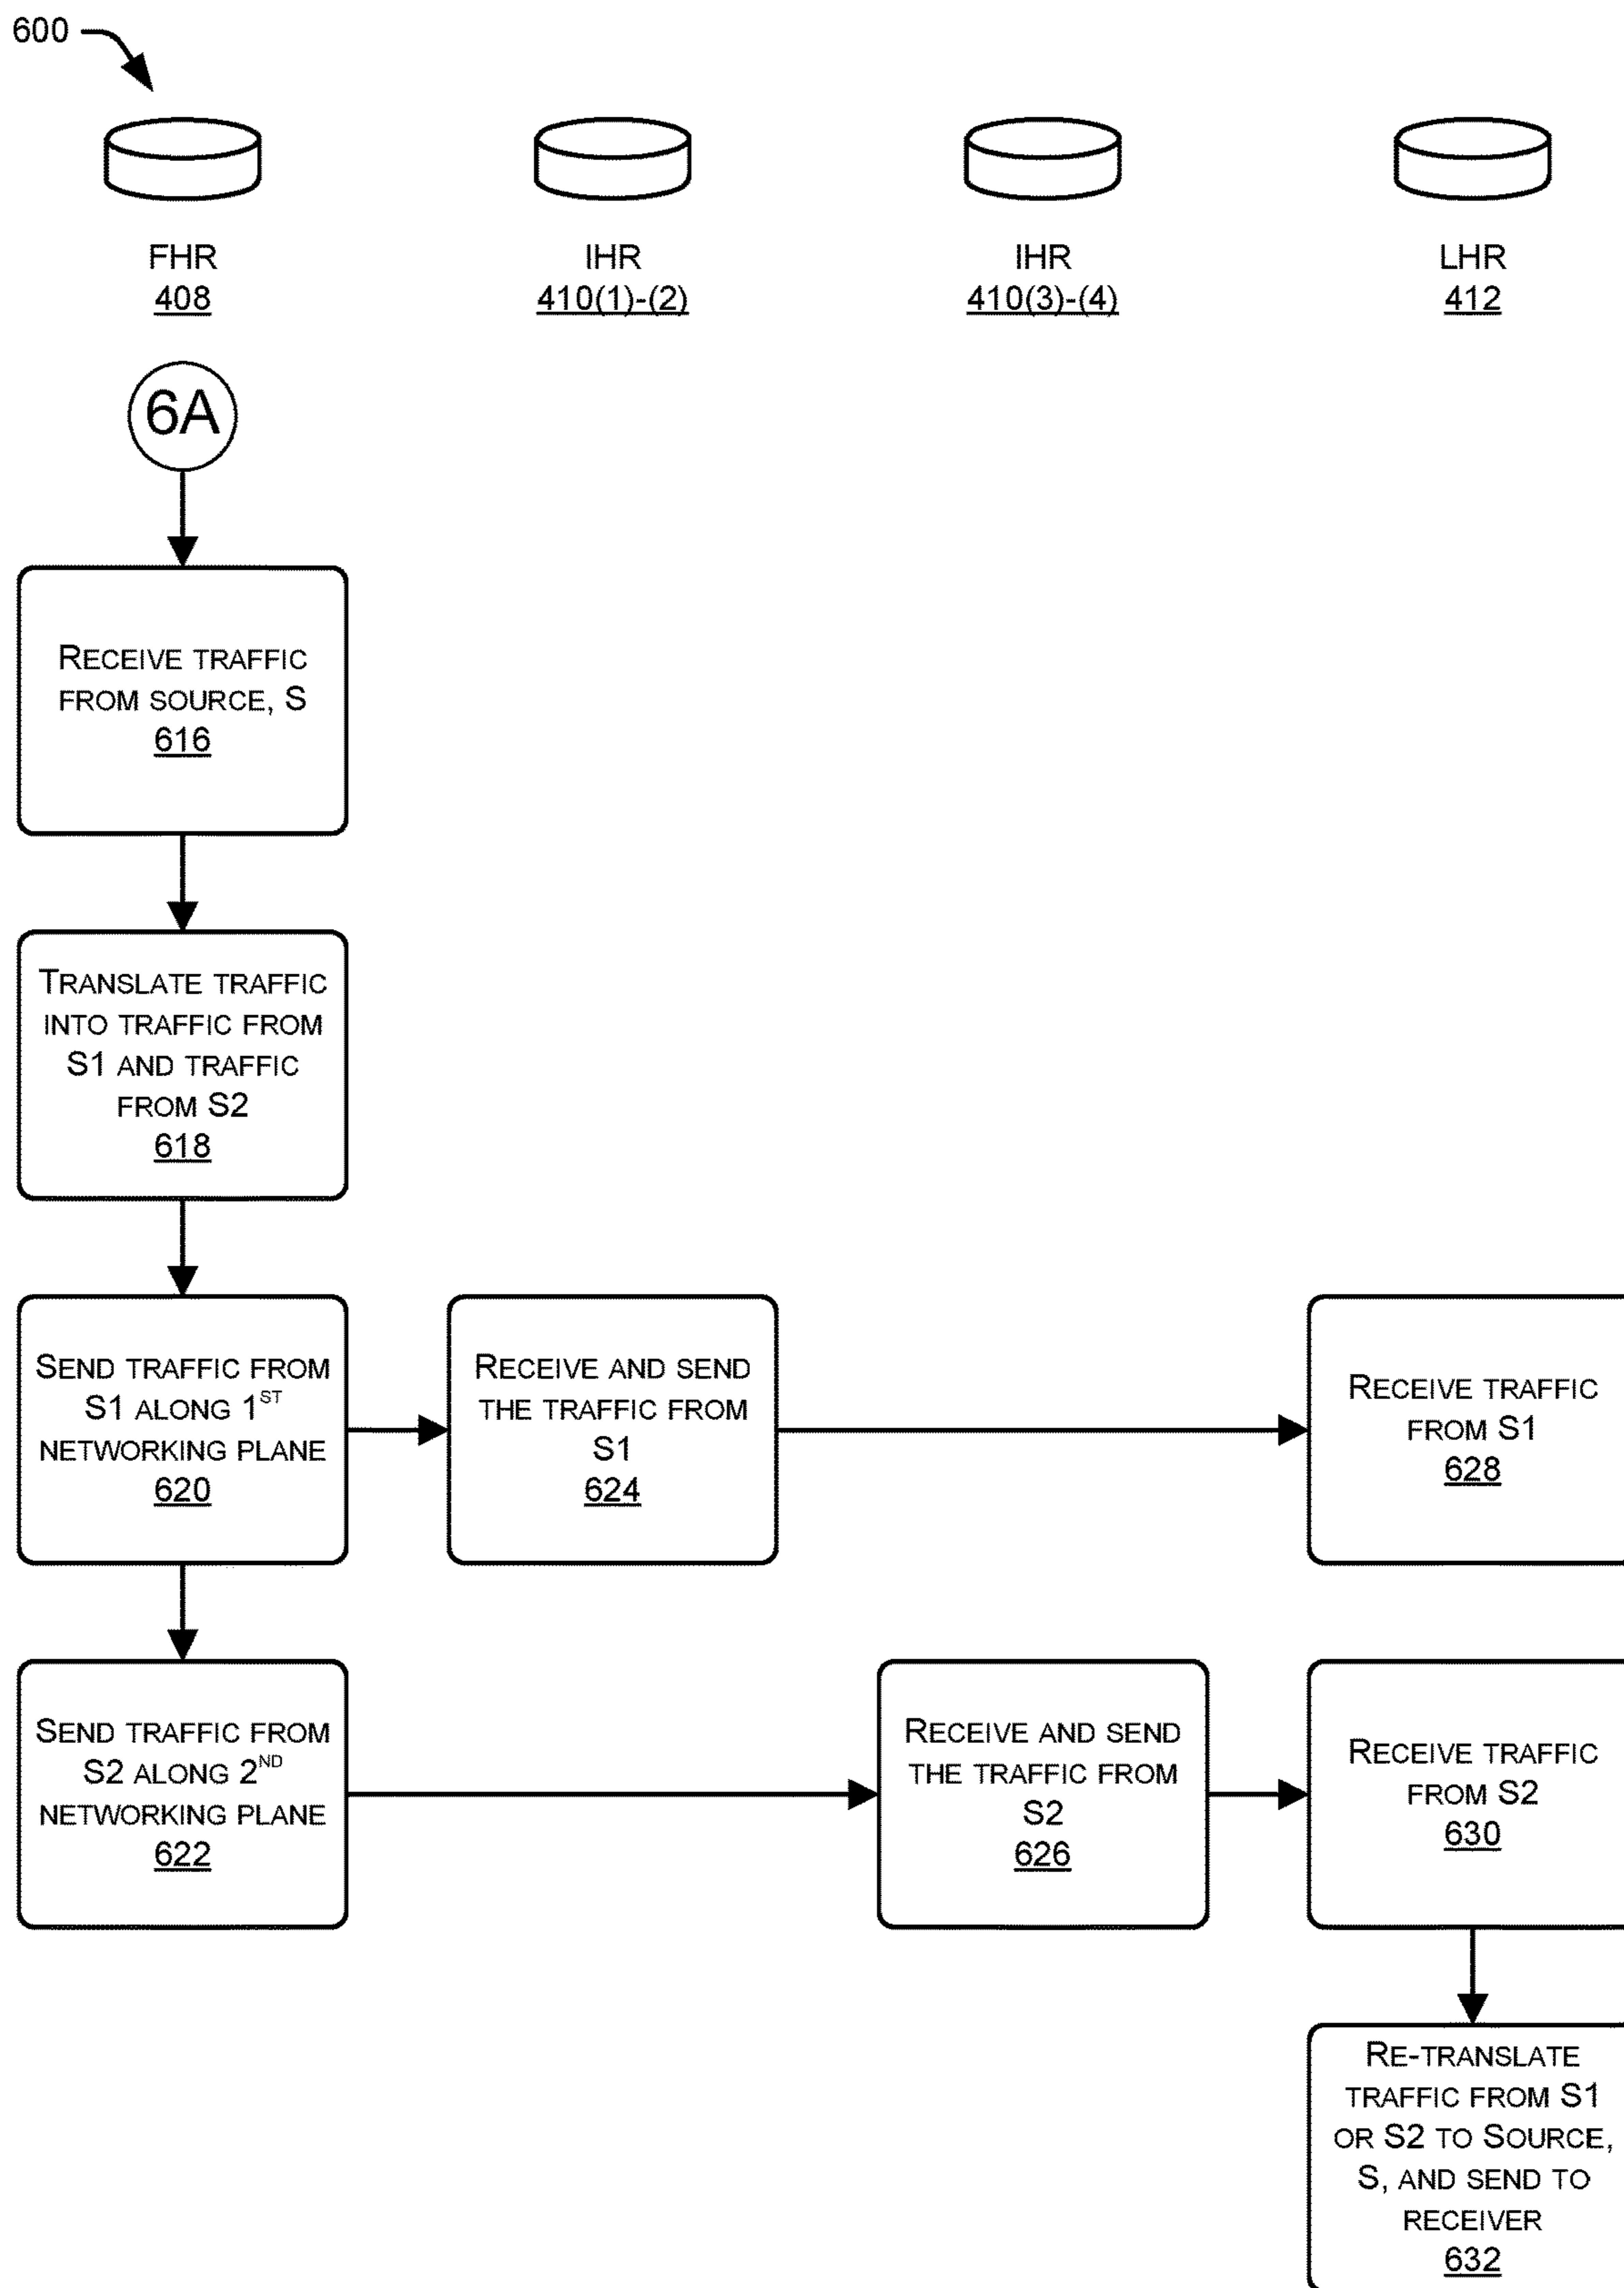 600
FHR
408
IHR
410(1)-(2)
IHR
410(3)-(4)
LHR
412
6A
RECEIVE TRAFFIC
FROM SOURCE, S
616
TRANSLATE TRAFFIC
INTO TRAFFIC FROM
S1 AND TRAFFIC
FROM S2
618
SEND TRAFFIC FROM
S1 ALONG 1ST
NETWORKING PLANE
620
RECEIVE AND SEND
THE TRAFFIC FROM
S1
624
RECEIVE TRAFFIC
FROM S1
628
SEND TRAFFIC FROM
S2 ALONG 2ND
NETWORKING PLANE
622
RECEIVE AND SEND
THE TRAFFIC FROM
S2
626
RECEIVE TRAFFIC
FROM S2
630
RE-TRANSLATE
TRAFFIC FROM S1
OR S2 TO SOURCE,
S, AND SEND TO
RECEIVER
632